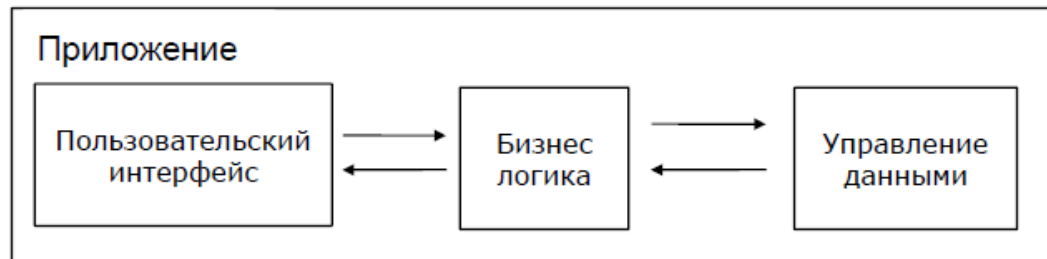 Приложение
Пользовательский
интерфейс
Бизнес
логика
Управление
данными